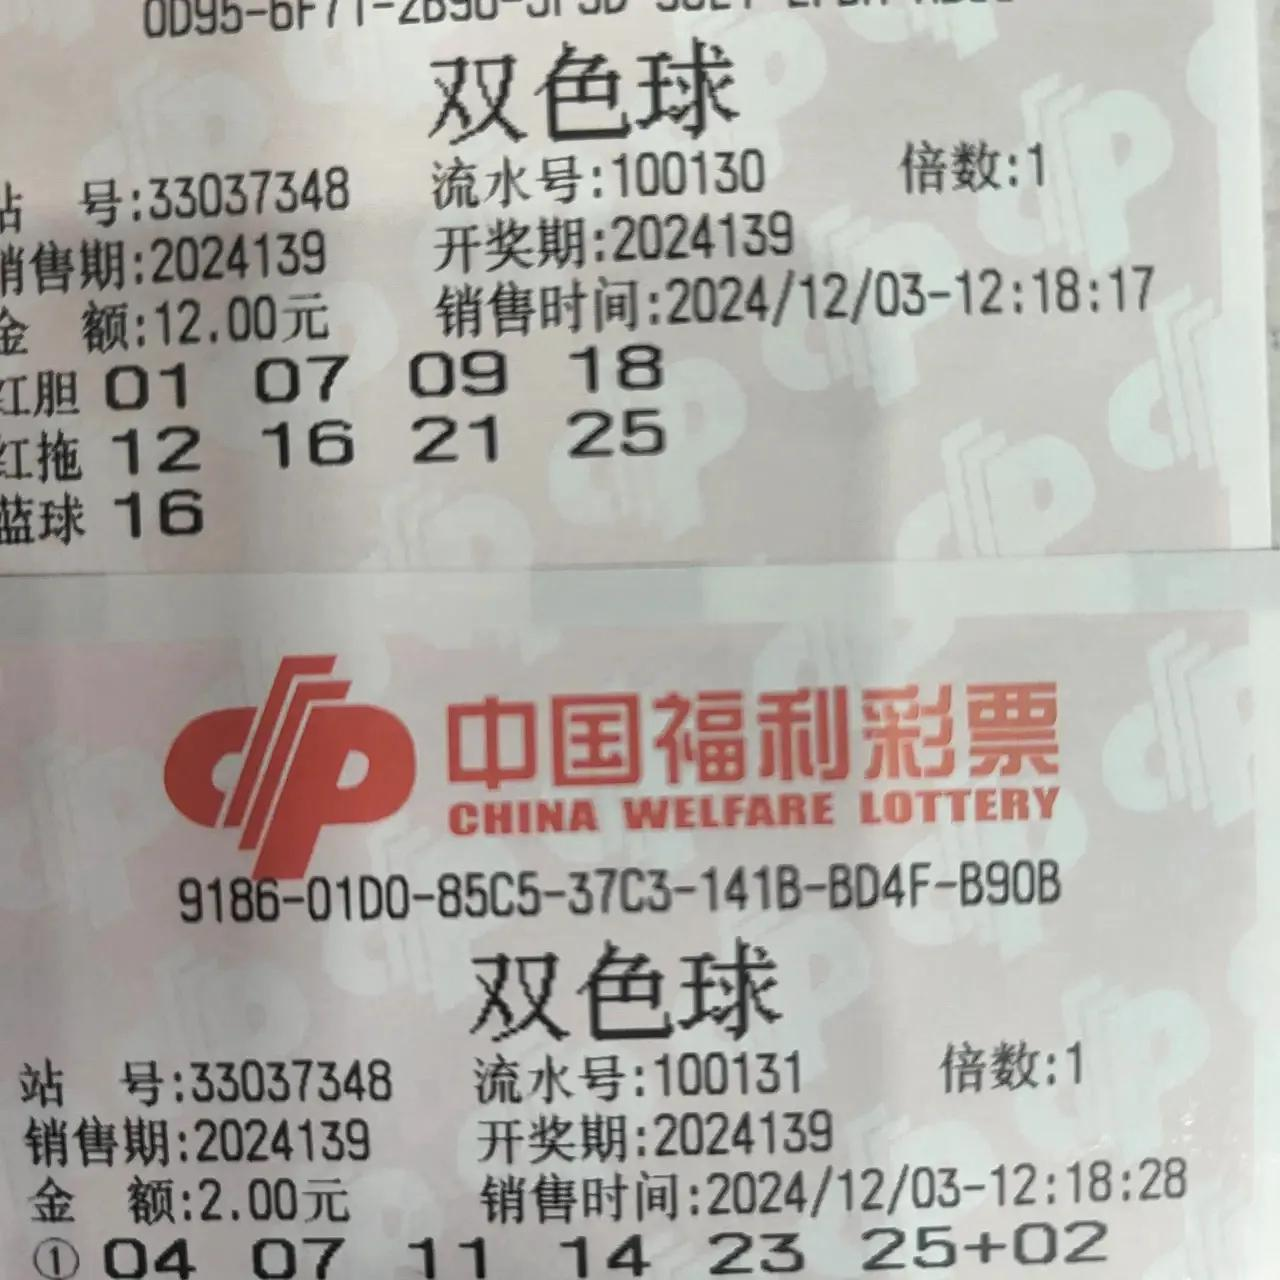 双色球
站 号:33037348 流水号:100130 倍数:1
销售期:2024139 开奖期:2024139
金 额:12.00元 销售时间:2024/12/03-12:18:17
红胆 01 07 09 18
红拖 12 16 21 25
蓝球 16
中国福利彩票
CHINA WELFARE LOTTERY
9186-01D0-85C5-37C3-141B-BD4F-B90B
双色球
站 号:33037348 流水号:100131 倍数:1
销售期:2024139 开奖期:2024139
金 额:2.00元 销售时间:2024/12/03-12:18:28
① 04 07 11 14 23 25+02